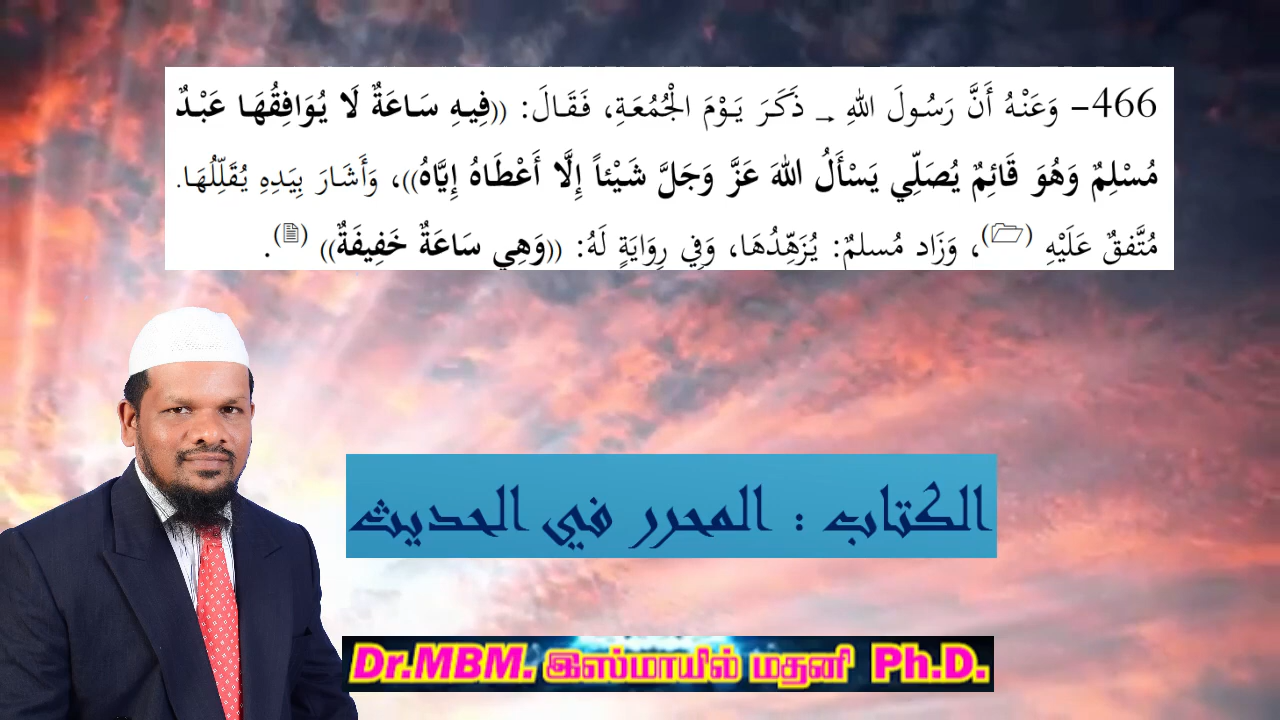 466- وَعَنْهُ أَنَّ رَسُولَ اللهِ _ ذَكَرَ يَوْمَ الْجُمُعَةِ، فَقَالَ: ((فِيهِ سَاعَةٌ لَا يُوَافِقُهَا عَبْدٌ
مُسْلِمٌ وَهُوَ قَائِمٌ يُصَلِّي يَسْأَلُ اللهَ عَزَّ وَجَلَّ شَيْئاً إِلَّا أَعْطَاهُ إِيَّاهُ))، وَأَشَارَ بِيَدِهِ يُقَلِّلُهَا.
مُتَّفقٌ عَلَيْهِ ()، وَزَاد مُسلمٌ: يُزَهِّدُهَا، وَفِي رِوَايَةٍ لَهُ: ((وَهِي سَاعَةٌ خَفِيفَةٌ)) ().
الكتاب : المحرر في الحديث
Dr.MBM. இஸ்மாயில் மதனி Ph.D.